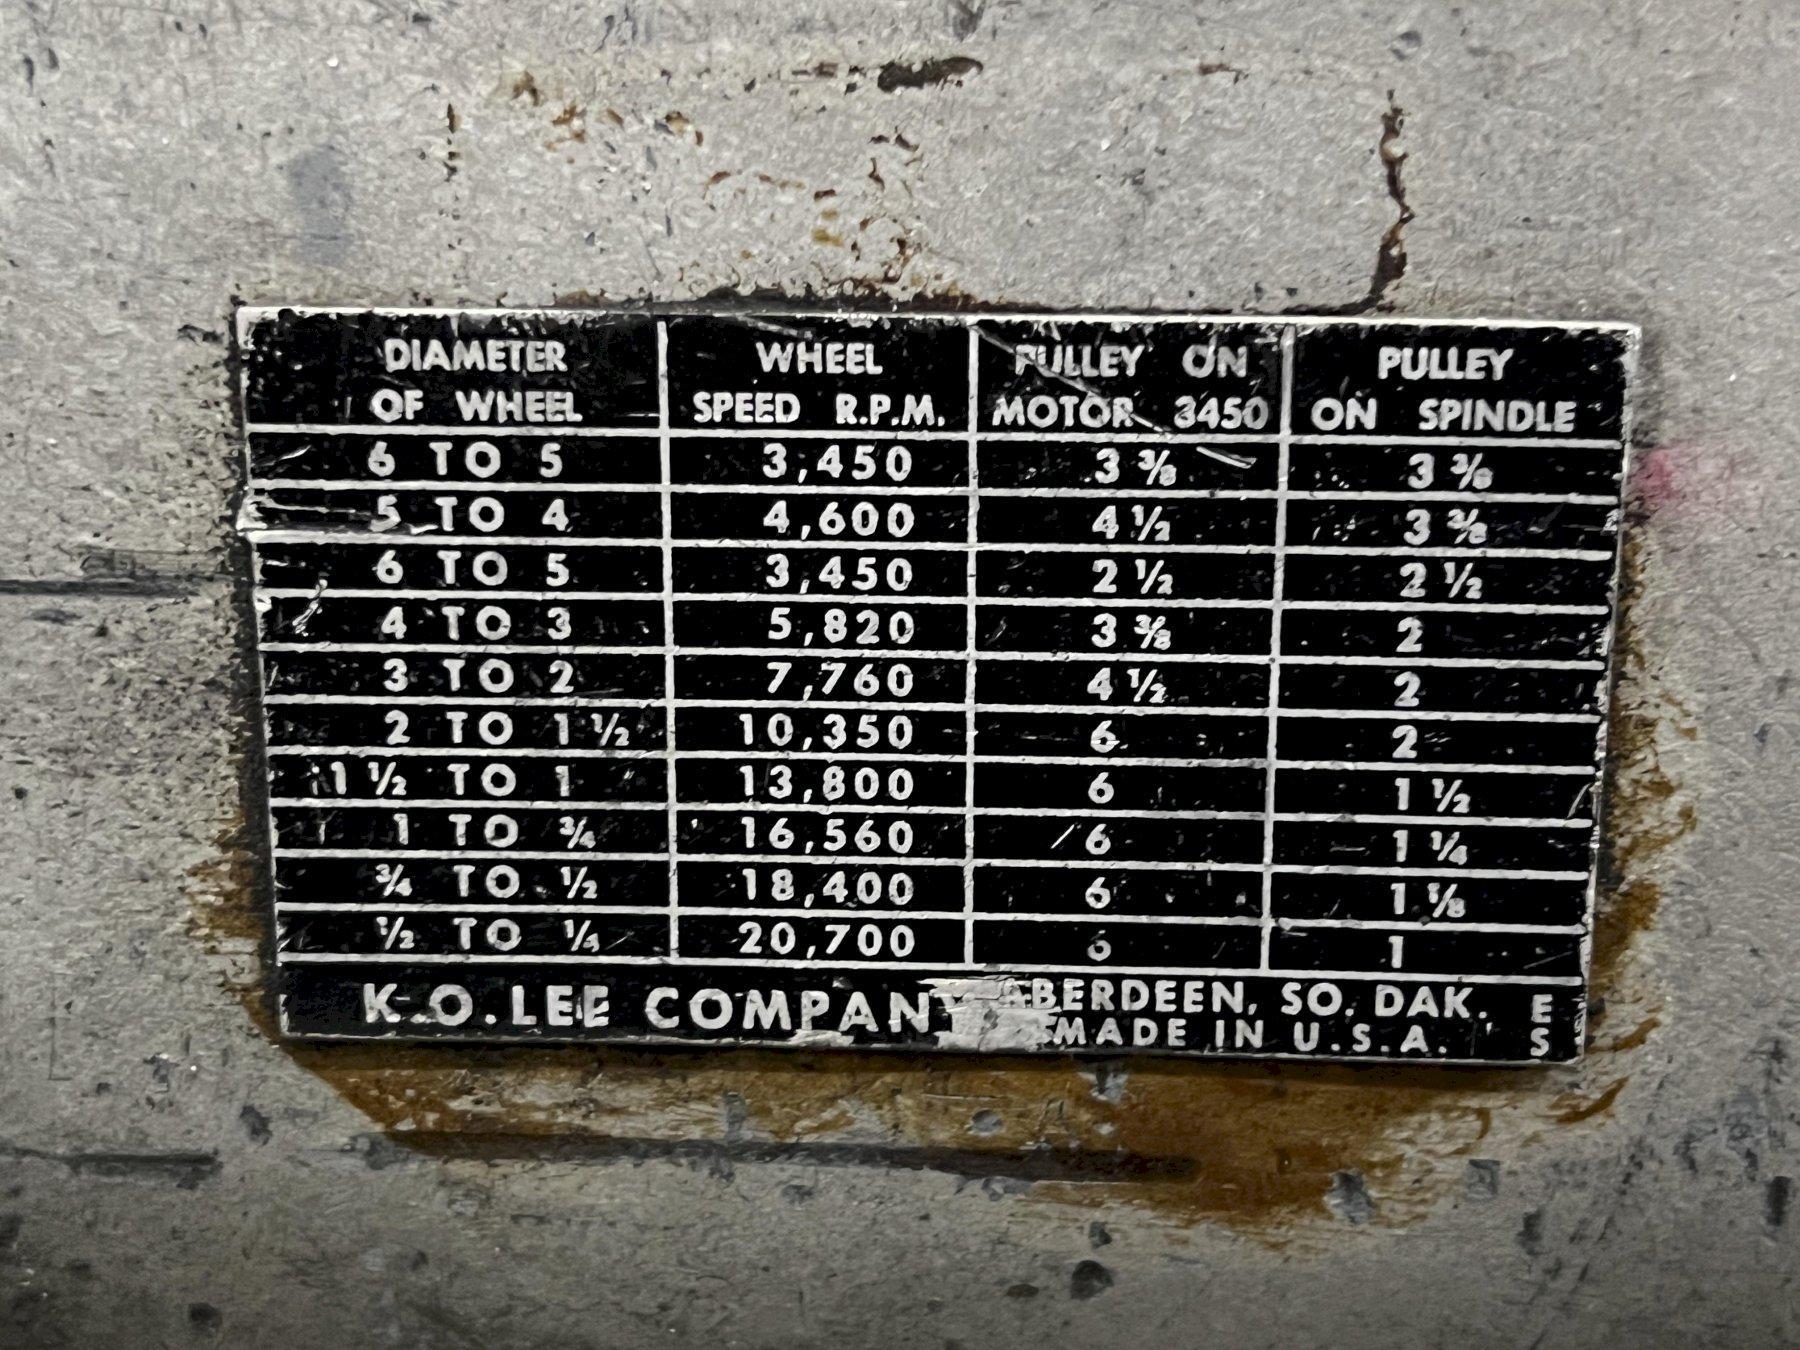 DIAMETER OF WHEEL WHEEL SPEED R.P.M. PULLEY ON MOTOR 3450 PULLEY ON SPINDLE
6 TO 5 3,450 3 3/8 3 3/8
5 TO 4 4,600 4 1/2 3 3/8
6 TO 5 3,450 2 1/2 2 1/2
4 TO 3 5,820 3 3/8 2
3 TO 2 7,760 4 1/2 2
2 TO 1 1/2 10,350 6 2
1 1/2 TO 1 13,800 6 1 1/2
1 TO 3/4 16,560 6 1 1/4
3/4 TO 1/2 18,400 6 1 1/8
1/2 TO 1/4 20,700 6 1
K.O. LEE COMPANY ABERDEEN, SO. DAK.
MADE IN U.S.A.
E
S